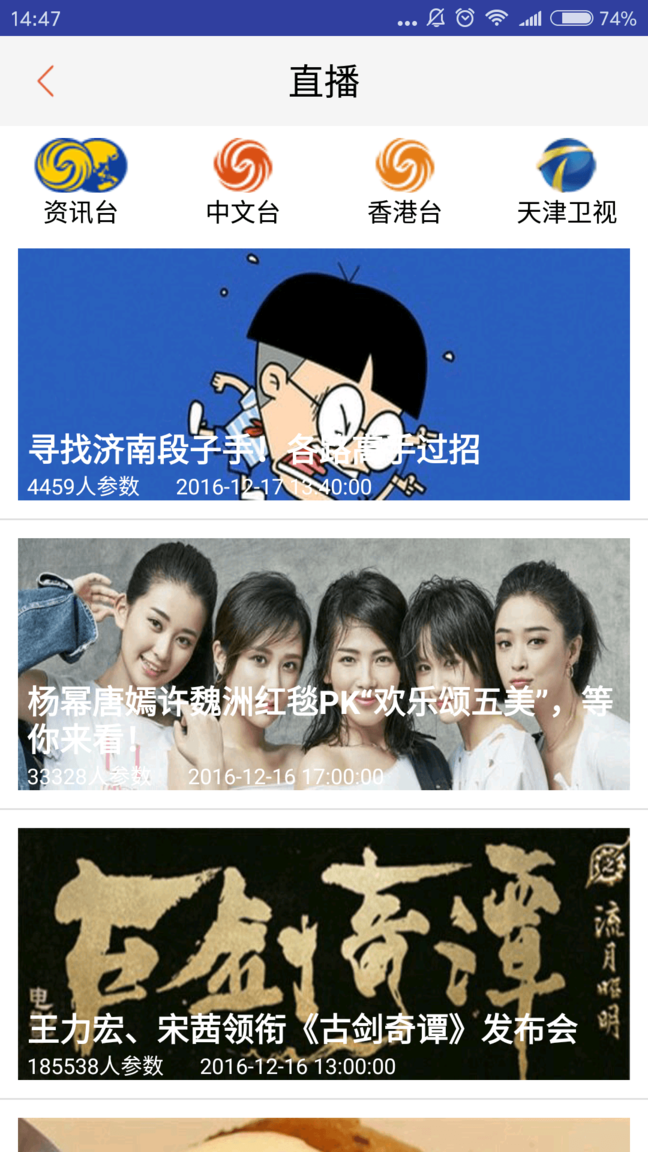 14:47
74%
直播
资讯台
中文台
香港台
天津卫视
寻找济南段子手！各路高手过招
4459人参数 2016-12-17 13:40:00
杨幂唐嫣许魏洲红毯PK“欢乐颂五美”，等
你来看！
33328人参数 2016-12-16 17:00:00
古剑奇谭
流月昭明
电
王力宏、宋茜领衔《古剑奇谭》发布会
185538人参数 2016-12-16 13:00:00